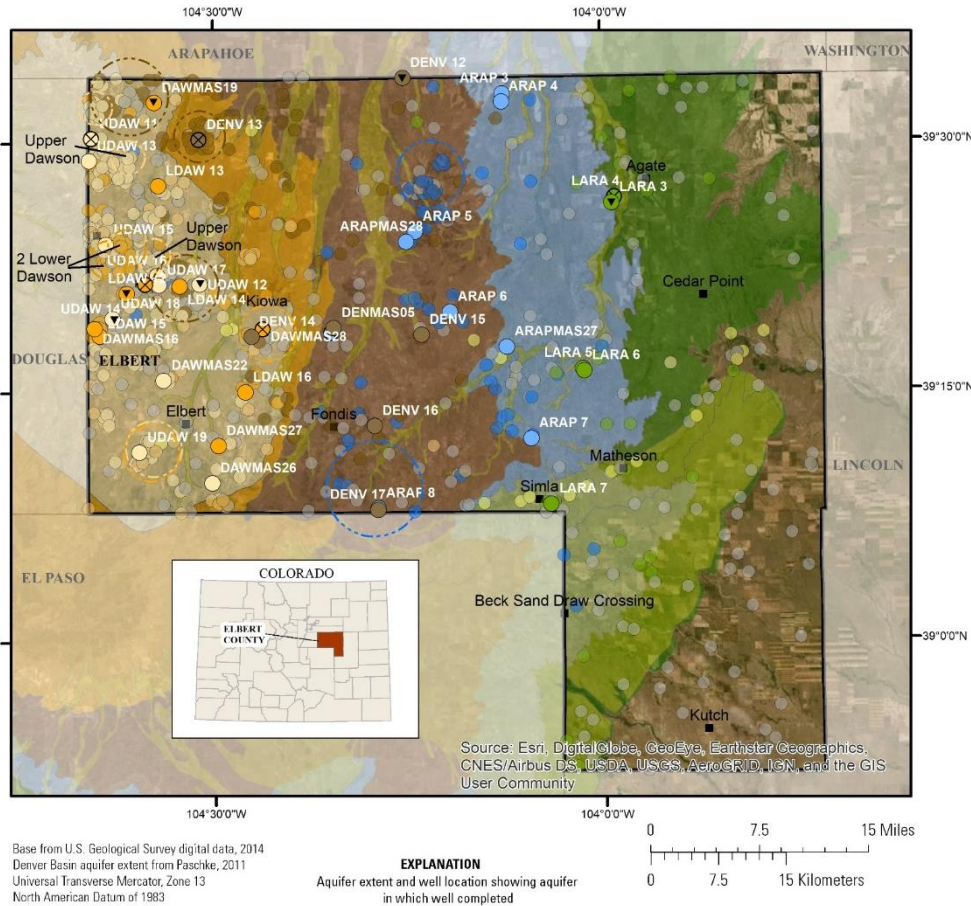 104°30'0"W
104°0'0"W
ARAPAHOE
WASHINGTON
DENV 12
ARAP 3
ARAP 4
DAWMAS19
UDAW 11
DENV 13
39°30'0"N
Upper
Dawson
UDAW 13
LDAW 13
Agate
LARA 4
LARA 3
ARAP 5
ARAPMAS28
UDAW 15
Upper
Dawson
2 Lower
Dawson
UDAW 16
UDAW 17
UDAW 12
Cedar Point
LDAW 14
UDAW 18
Kiowa
ARAP 6
UDAW 14
LDAW 15
DENV 14
DENMAS05
DENV 15
DAWMAS16
DAWMAS28
ARAPMAS27
DOUGLAS
ELBERT
LARA 5
LARA 6
DAWMAS22
LDAW 16
39°15'0"N
Elbert
Fondis
DENV 16
ARAP 7
UDAW 19
DAWMAS27
Matheson
LINCOLN
DAWMAS26
DENV 17
ARAP 8
Simla
LARA 7
EL PASO
COLORADO
ELBERT
COUNTY
Beck Sand Draw Crossing
39°0'0"N
Kutch
Source: Esri, DigitalGlobe, GeoEye, Earthstar Geographics,
CNES/Airbus DS, USDA, USGS, AeroGRID, IGN, and the GIS
User Community
104°30'0"W
104°0'0"W
Base from U.S. Geological Survey digital data, 2014
Denver Basin aquifer extent from Paschke, 2011
Universal Transverse Mercator, Zone 13
North American Datum of 1983
EXPLANATION
Aquifer extent and well location showing aquifer
in which well completed
0 7.5 15 Miles
0 7.5 15 Kilometers